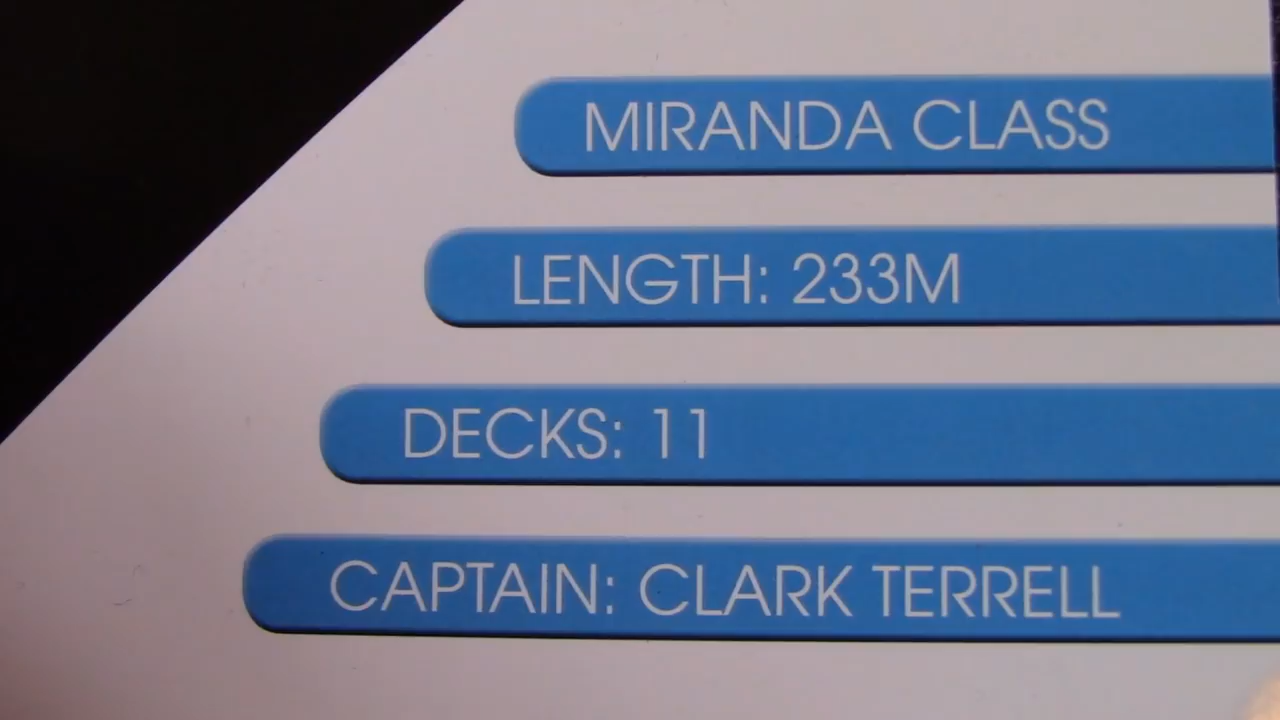 MIRANDA CLASS
LENGTH: 233M
DECKS: 11
CAPTAIN: CLARK TERRELL